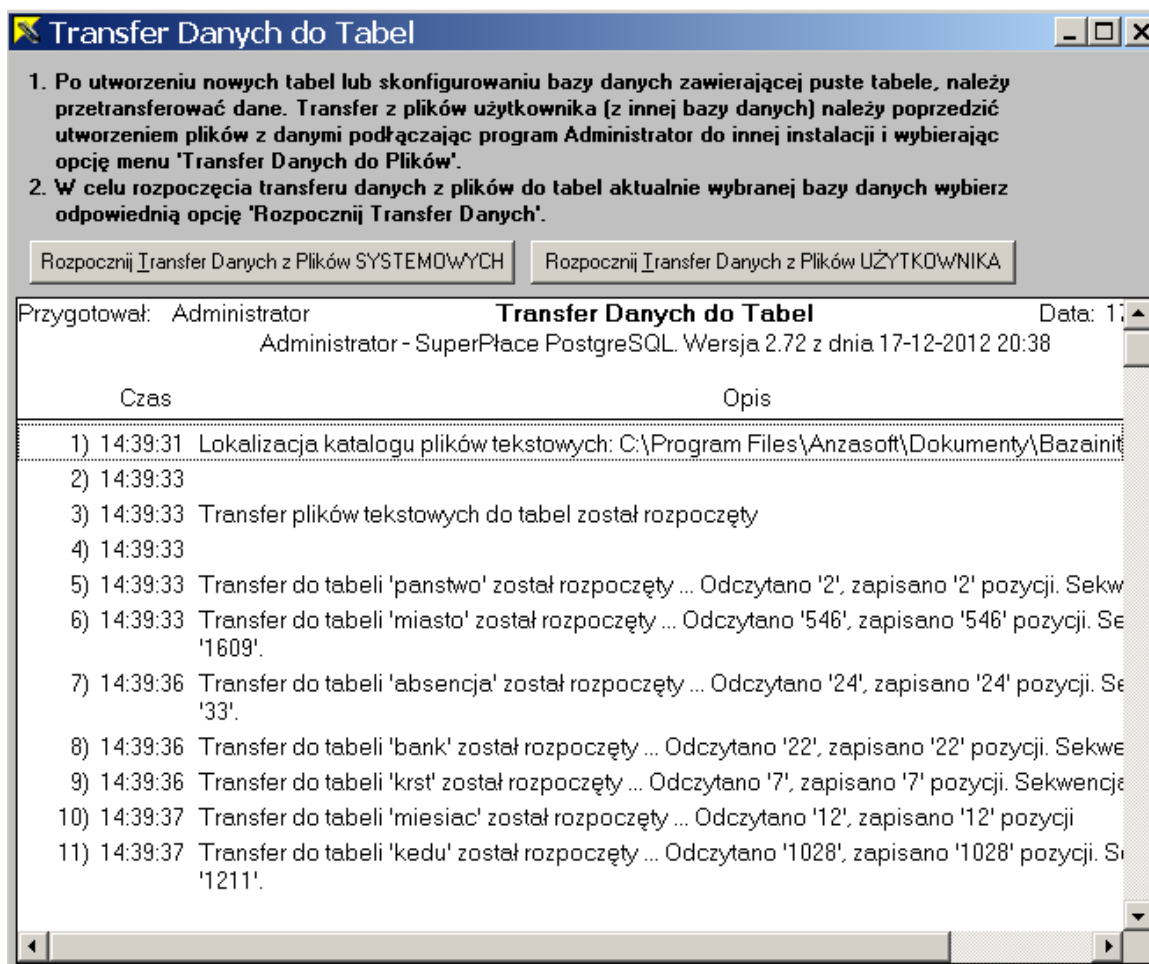 Transfer Danych do Tabel
1. Po utworzeniu nowych tabel lub skonfigurowaniu bazy danych zawierającej puste tabele, należy
przetransferować dane. Transfer z plików użytkownika (z innej bazy danych) należy poprzedzić
utworzeniem plików z danymi podłączając program Administrator do innej instalacji i wybierając
opcję menu 'Transfer Danych do Plików'.
2. W celu rozpoczęcia transferu danych z plików do tabel aktualnie wybranej bazy danych wybierz
odpowiednią opcję 'Rozpocznij Transfer Danych'.
Rozpocznij Transfer Danych z Plików SYSTEMOWYCH Rozpocznij Transfer Danych z Plików UŻYTKOWNIKA
Przygotował: Administrator Transfer Danych do Tabel Data: 17
Administrator - SuperPłace PostgreSQL. Wersja 2.72 z dnia 17-12-2012 20:38
Czas Opis
1) 14:39:31 Lokalizacja katalogu plików tekstowych: C:\Program Files\Anzasoft\Dokumenty\Bazainit
2) 14:39:33
3) 14:39:33 Transfer plików tekstowych do tabel został rozpoczęty
4) 14:39:33
5) 14:39:33 Transfer do tabeli 'panstwo' został rozpoczęty ... Odczytano '2', zapisano '2' pozycji. Sekw
6) 14:39:33 Transfer do tabeli 'miasto' został rozpoczęty ... Odczytano '546', zapisano '546' pozycji. Se
'1609'.
7) 14:39:36 Transfer do tabeli 'absencja' został rozpoczęty ... Odczytano '24', zapisano '24' pozycji. Se
'33'.
8) 14:39:36 Transfer do tabeli 'bank' został rozpoczęty ... Odczytano '22', zapisano '22' pozycji. Sekwe
9) 14:39:36 Transfer do tabeli 'krst' został rozpoczęty ... Odczytano '7', zapisano '7' pozycji. Sekwencja
10) 14:39:37 Transfer do tabeli 'miesiac' został rozpoczęty ... Odczytano '12', zapisano '12' pozycji
11) 14:39:37 Transfer do tabeli 'kedu' został rozpoczęty ... Odczytano '1028', zapisano '1028' pozycji. S
'1211'.